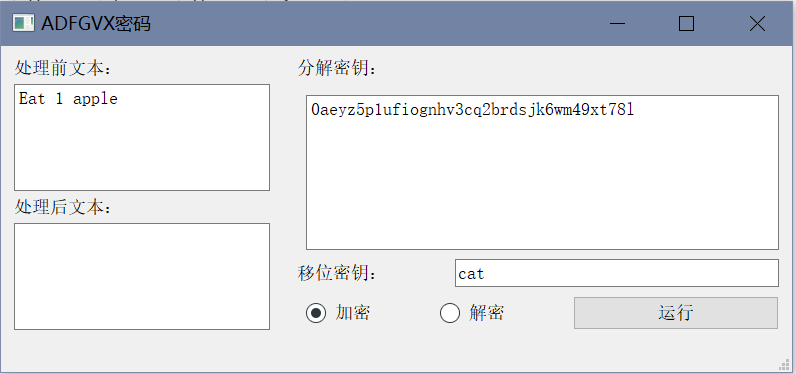 ADFGVX密码
处理前文本：
Eat 1 apple
处理后文本：
分解密钥：
0aeyz5p1ufiognhv3cq2brdsjk6wm49xt78l
移位密钥：
cat
加密
解密
运行